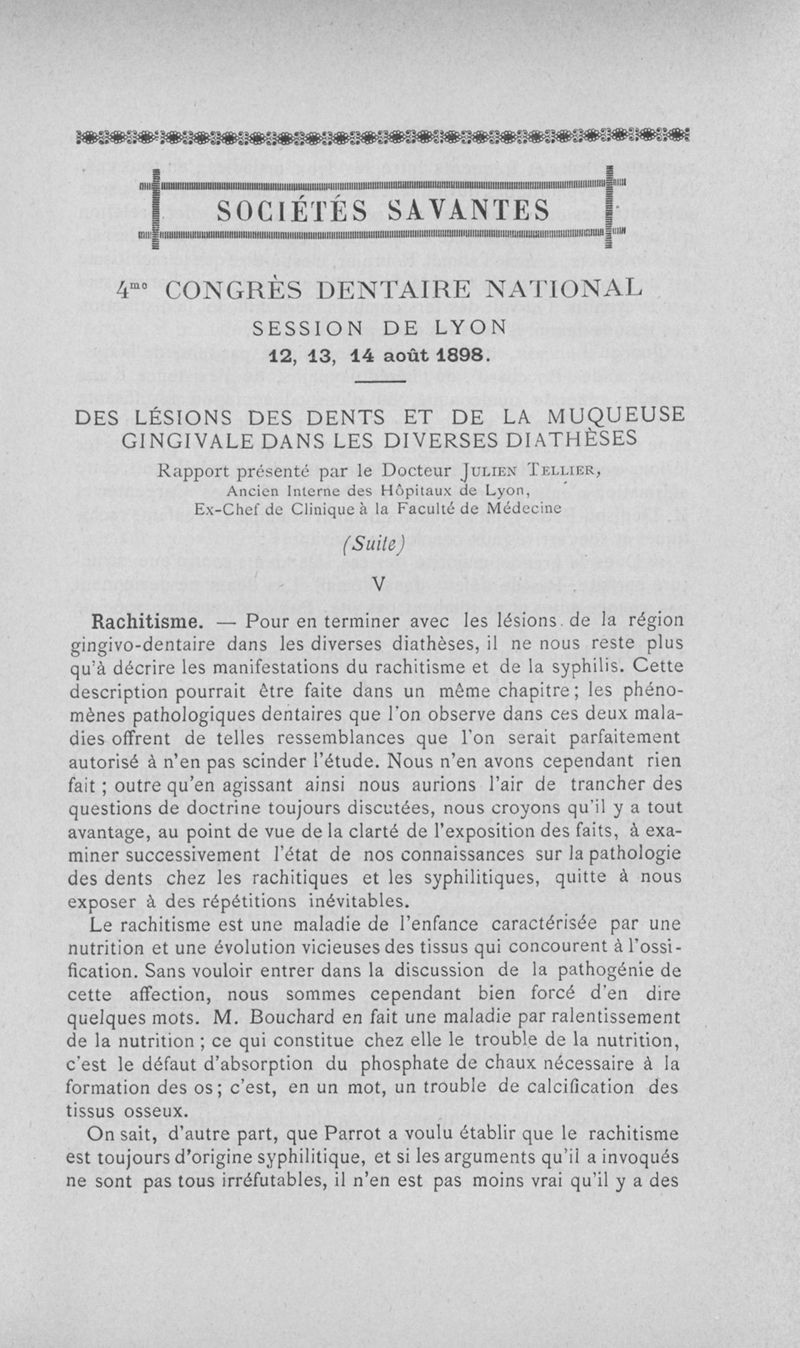 SOCIÉTÉS SAVANTES
4me CONGRÈS DENTAIRE NATIONAL
SESSION DE LYON
12, 13, 14 août 1898.
DES LÉSIONS DES DENTS ET DE LA MUQUEUSE
GINGIVALE DANS LES DIVERSES DIATHÈSES
Rapport présenté par le Docteur JULIEN TELLIER,
Ancien Interne des Hôpitaux de Lyon,
Ex-Chef de Clinique à la Faculté de Médecine
(Suite)
V
Rachitisme. — Pour en terminer avec les lésions de la région
gingivo-dentaire dans les diverses diathèses, il ne nous reste plus
qu'à décrire les manifestations du rachitisme et de la syphilis. Cette
description pourrait être faite dans un même chapitre; les phéno-
mènes pathologiques dentaires que l'on observe dans ces deux mala-
dies offrent de telles ressemblances que l'on serait parfaitement
autorisé à n'en pas scinder l'étude. Nous n'en avons cependant rien
fait ; outre qu'en agissant ainsi nous aurions l'air de trancher des
questions de doctrine toujours discutées, nous croyons qu'il y a tout
avantage, au point de vue de la clarté de l'exposition des faits, à exa-
miner successivement l'état de nos connaissances sur la pathologie
des dents chez les rachitiques et les syphilitiques, quitte à nous
exposer à des répétitions inévitables.
Le rachitisme est une maladie de l'enfance caractérisée par une
nutrition et une évolution vicieuses des tissus qui concourent à l'ossi-
fication. Sans vouloir entrer dans la discussion de la pathogénie de
cette affection, nous sommes cependant bien forcé d'en dire
quelques mots. M. Bouchard en fait une maladie par ralentissement
de la nutrition ; ce qui constitue chez elle le trouble de la nutrition,
c'est le défaut d'absorption du phosphate de chaux nécessaire à la
formation des os; c'est, en un mot, un trouble de calcification des
tissus osseux.
On sait, d'autre part, que Parrot a voulu établir que le rachitisme
est toujours d'origine syphilitique, et si les arguments qu'il a invoqués
ne sont pas tous irréfutables, il n'en est pas moins vrai qu'il y a des